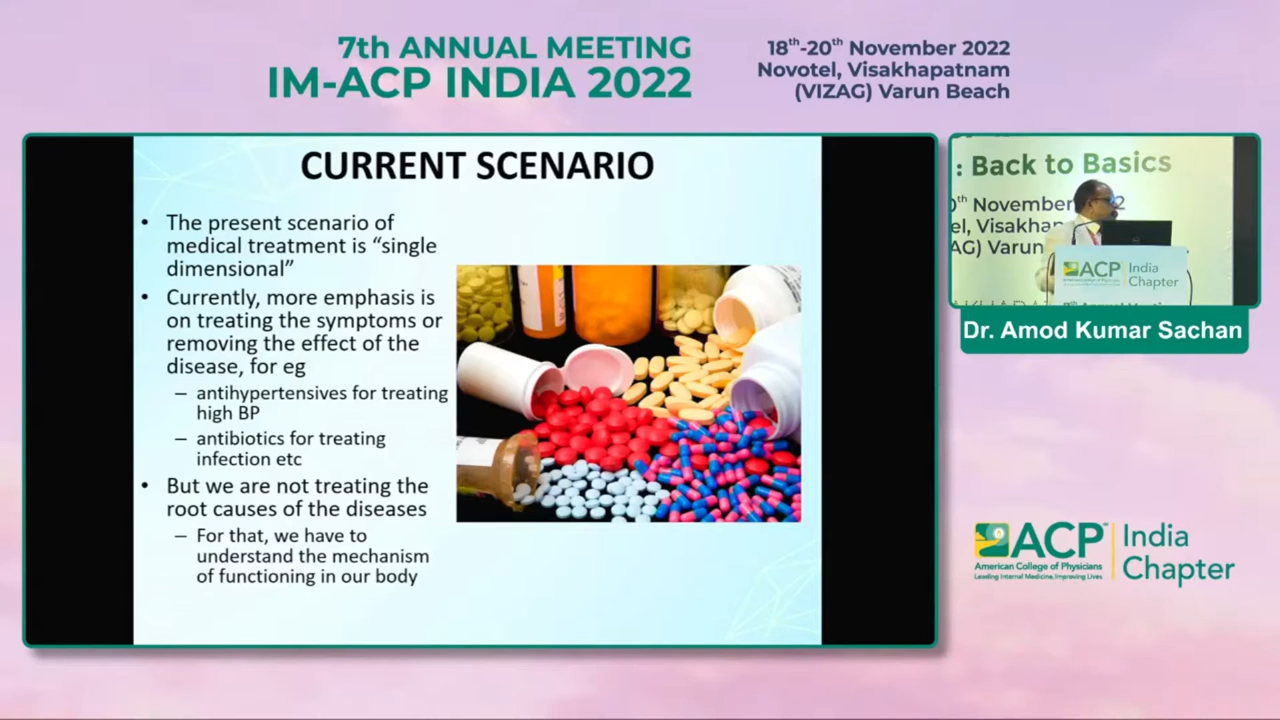 7th ANNUAL MEETING
IM-ACP INDIA 2022
18th-20th November 2022
Novotel, Visakhapatnam
(VIZAG) Varun Beach
CURRENT SCENARIO
• The present scenario of
medical treatment is “single
dimensional”
• Currently, more emphasis is
on treating the symptoms or
removing the effect of the
disease, for eg
– antihypertensives for treating
high BP
– antibiotics for treating
infection etc
• But we are not treating the
root causes of the diseases
– For that, we have to
understand the mechanism
of functioning in our body
: Back to Basics
th November 2
el, Visakha
AG) Varun
ACP India
Chapter
Dr. Amod Kumar Sachan
ACP™ India
Chapter
American College of Physicians
Leading Internal Medicine, Improving Lives